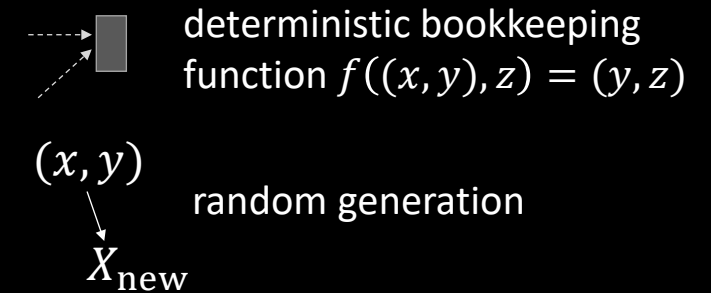 deterministic bookkeeping
function f((x, y), z) = (y, z)
(x, y)
random generation
X_new